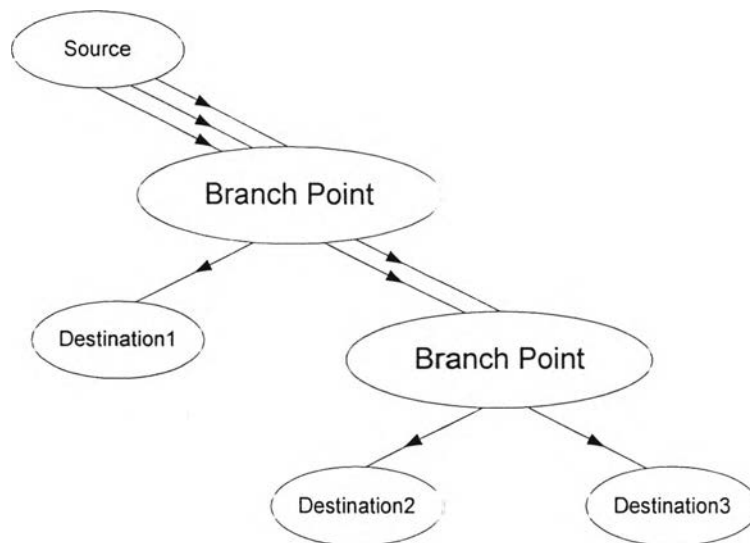 Source
Branch Point
Destination1
Branch Point
Destination2
Destination3